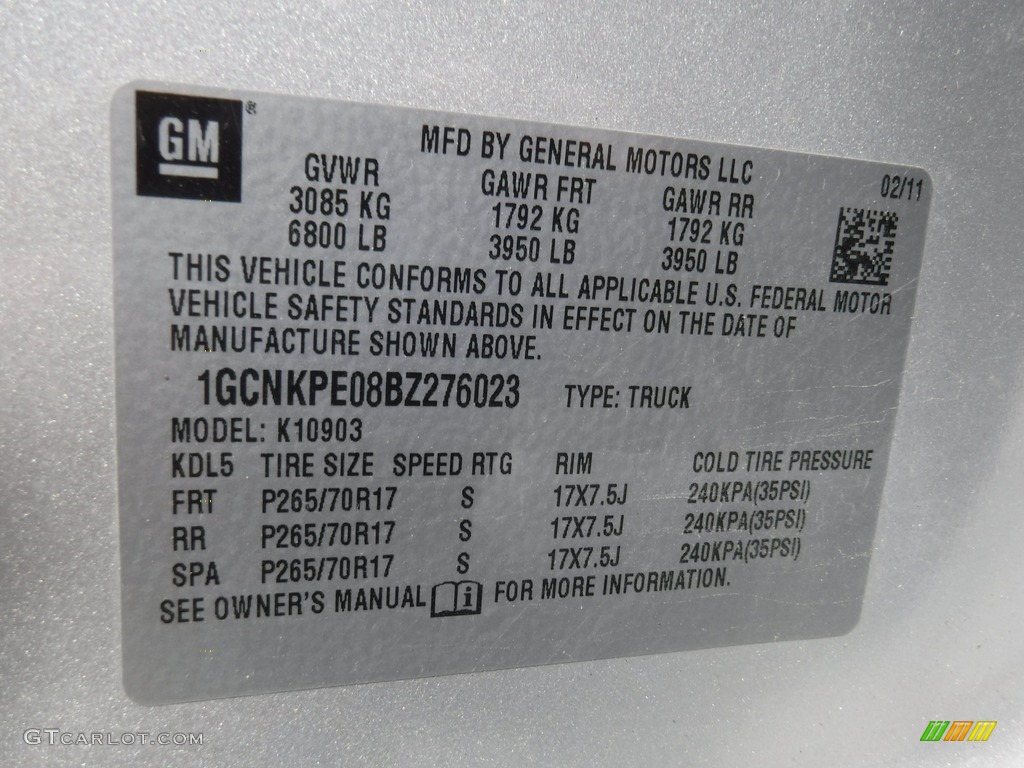 GM ®
MFD BY GENERAL MOTORS LLC
02/11
GVWR GAWR FRT GAWR RR
3085 KG 1792 KG 1792 KG
6800 LB 3950 LB 3950 LB
THIS VEHICLE CONFORMS TO ALL APPLICABLE U.S. FEDERAL MOTOR
VEHICLE SAFETY STANDARDS IN EFFECT ON THE DATE OF
MANUFACTURE SHOWN ABOVE.
1GCNKPE08BZ276023 TYPE: TRUCK
MODEL: K10903
KDL5 TIRE SIZE SPEED RTG RIM COLD TIRE PRESSURE
FRT P265/70R17 S 17X7.5J 240KPA(35PSI)
RR P265/70R17 S 17X7.5J 240KPA(35PSI)
SPA P265/70R17 S 17X7.5J 240KPA(35PSI)
SEE OWNER'S MANUAL i FOR MORE INFORMATION.
GTCARLOT.COM